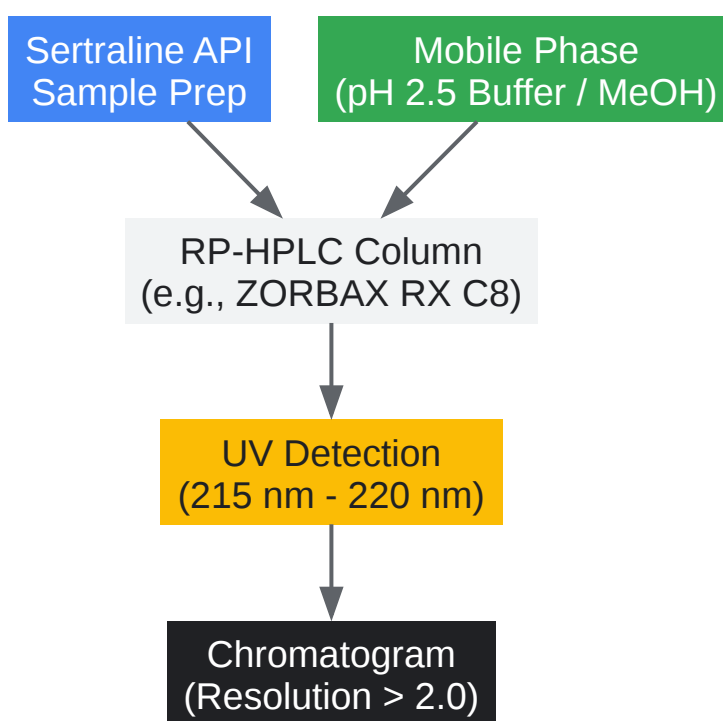 Sertraline API
Sample Prep
Mobile Phase
(pH 2.5 Buffer / MeOH)
RP-HPLC Column
(e.g., ZORBAX RX C8)
UV Detection
(215 nm - 220 nm)
Chromatogram
(Resolution > 2.0)